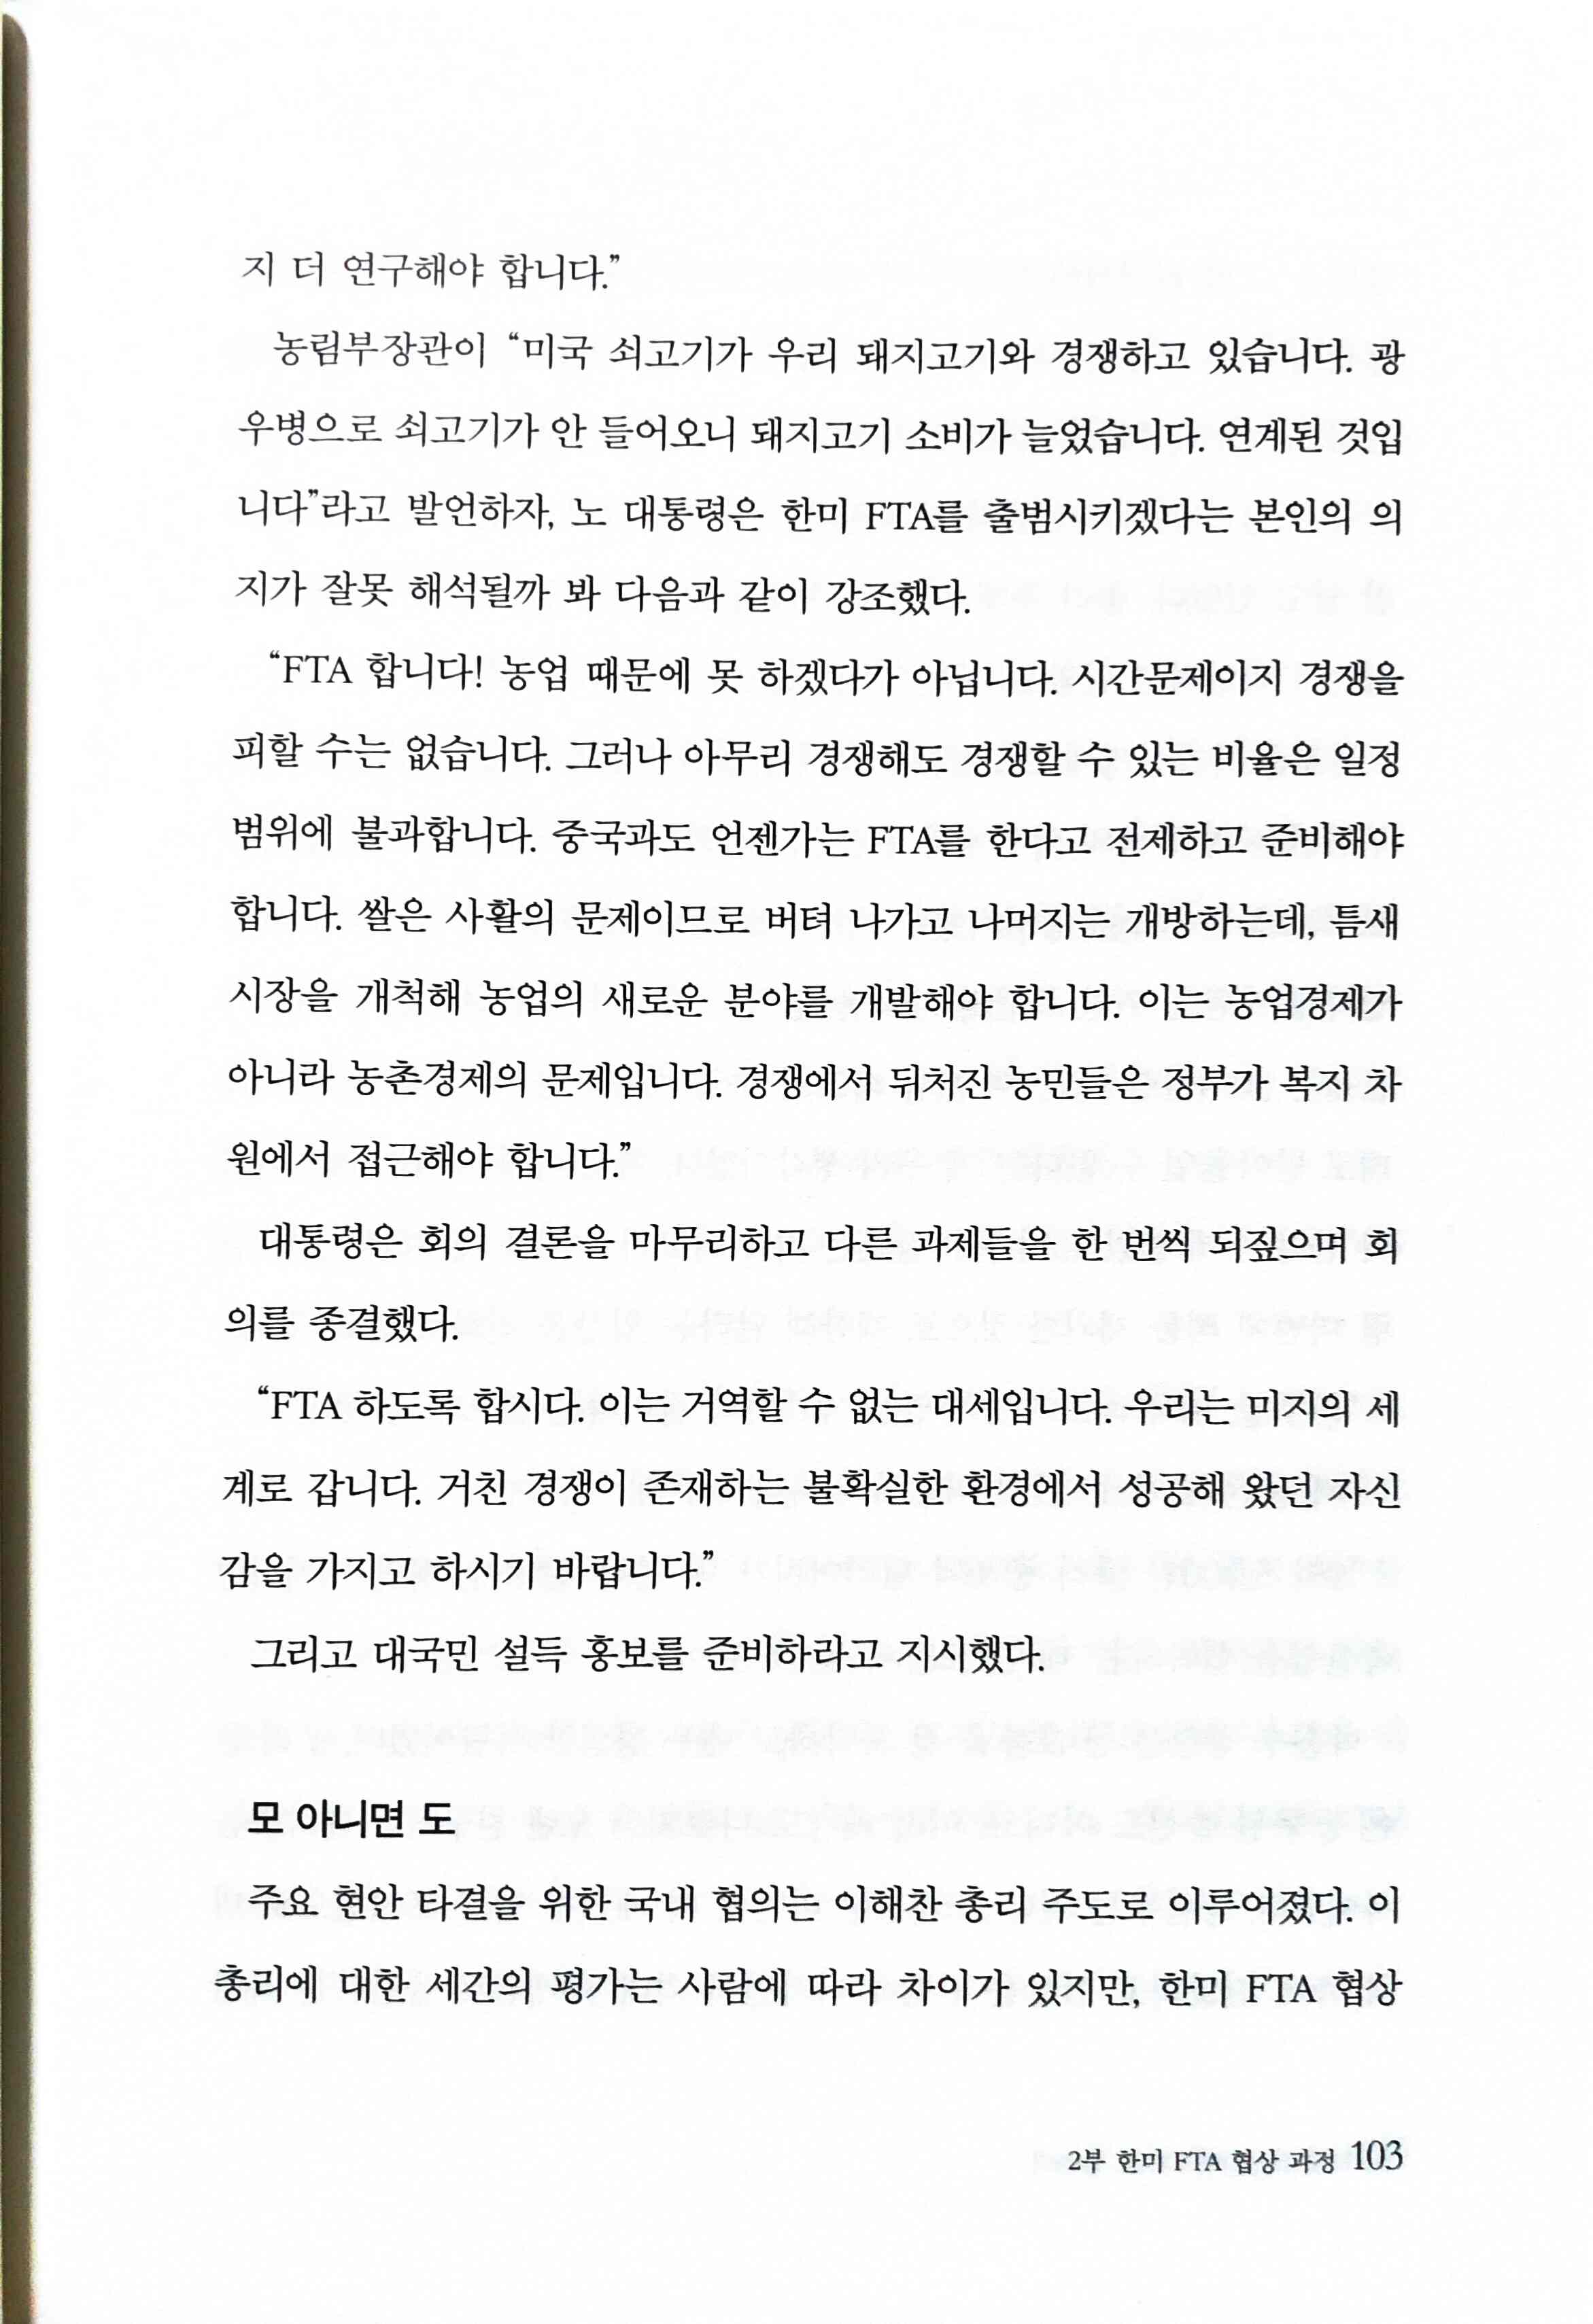 지 더 연구해야 합니다.”
농림부장관이 “미국 쇠고기가 우리 돼지고기와 경쟁하고 있습니다. 광
우병으로 쇠고기가 안 들어오니 돼지고기 소비가 늘었습니다. 연계된 것입
니다”라고 발언하자, 노 대통령은 한미 FTA를 출범시키겠다는 본인의 의
지가 잘못 해석될까 봐 다음과 같이 강조했다.
“FTA 합니다! 농업 때문에 못 하겠다가 아닙니다. 시간문제이지 경쟁을
피할 수는 없습니다. 그러나 아무리 경쟁해도 경쟁할 수 있는 비율은 일정
범위에 불과합니다. 중국과도 언젠가는 FTA를 한다고 전제하고 준비해야
합니다. 쌀은 사활의 문제이므로 버텨 나가고 나머지는 개방하는데, 틈새
시장을 개척해 농업의 새로운 분야를 개발해야 합니다. 이는 농업경제가
아니라 농촌경제의 문제입니다. 경쟁에서 뒤처진 농민들은 정부가 복지 차
원에서 접근해야 합니다.”
대통령은 회의 결론을 마무리하고 다른 과제들을 한 번씩 되짚으며 회
의를 종결했다.
“FTA 하도록 합시다. 이는 거역할 수 없는 대세입니다. 우리는 미지의 세
계로 갑니다. 거친 경쟁이 존재하는 불확실한 환경에서 성공해 왔던 자신
감을 가지고 하시기 바랍니다.”
그리고 대국민 설득 홍보를 준비하라고 지시했다.
모 아니면 도
주요 현안 타결을 위한 국내 협의는 이해찬 총리 주도로 이루어졌다. 이
총리에 대한 세간의 평가는 사람에 따라 차이가 있지만, 한미 FTA 협상
2부 한미 FTA 협상 과정 103